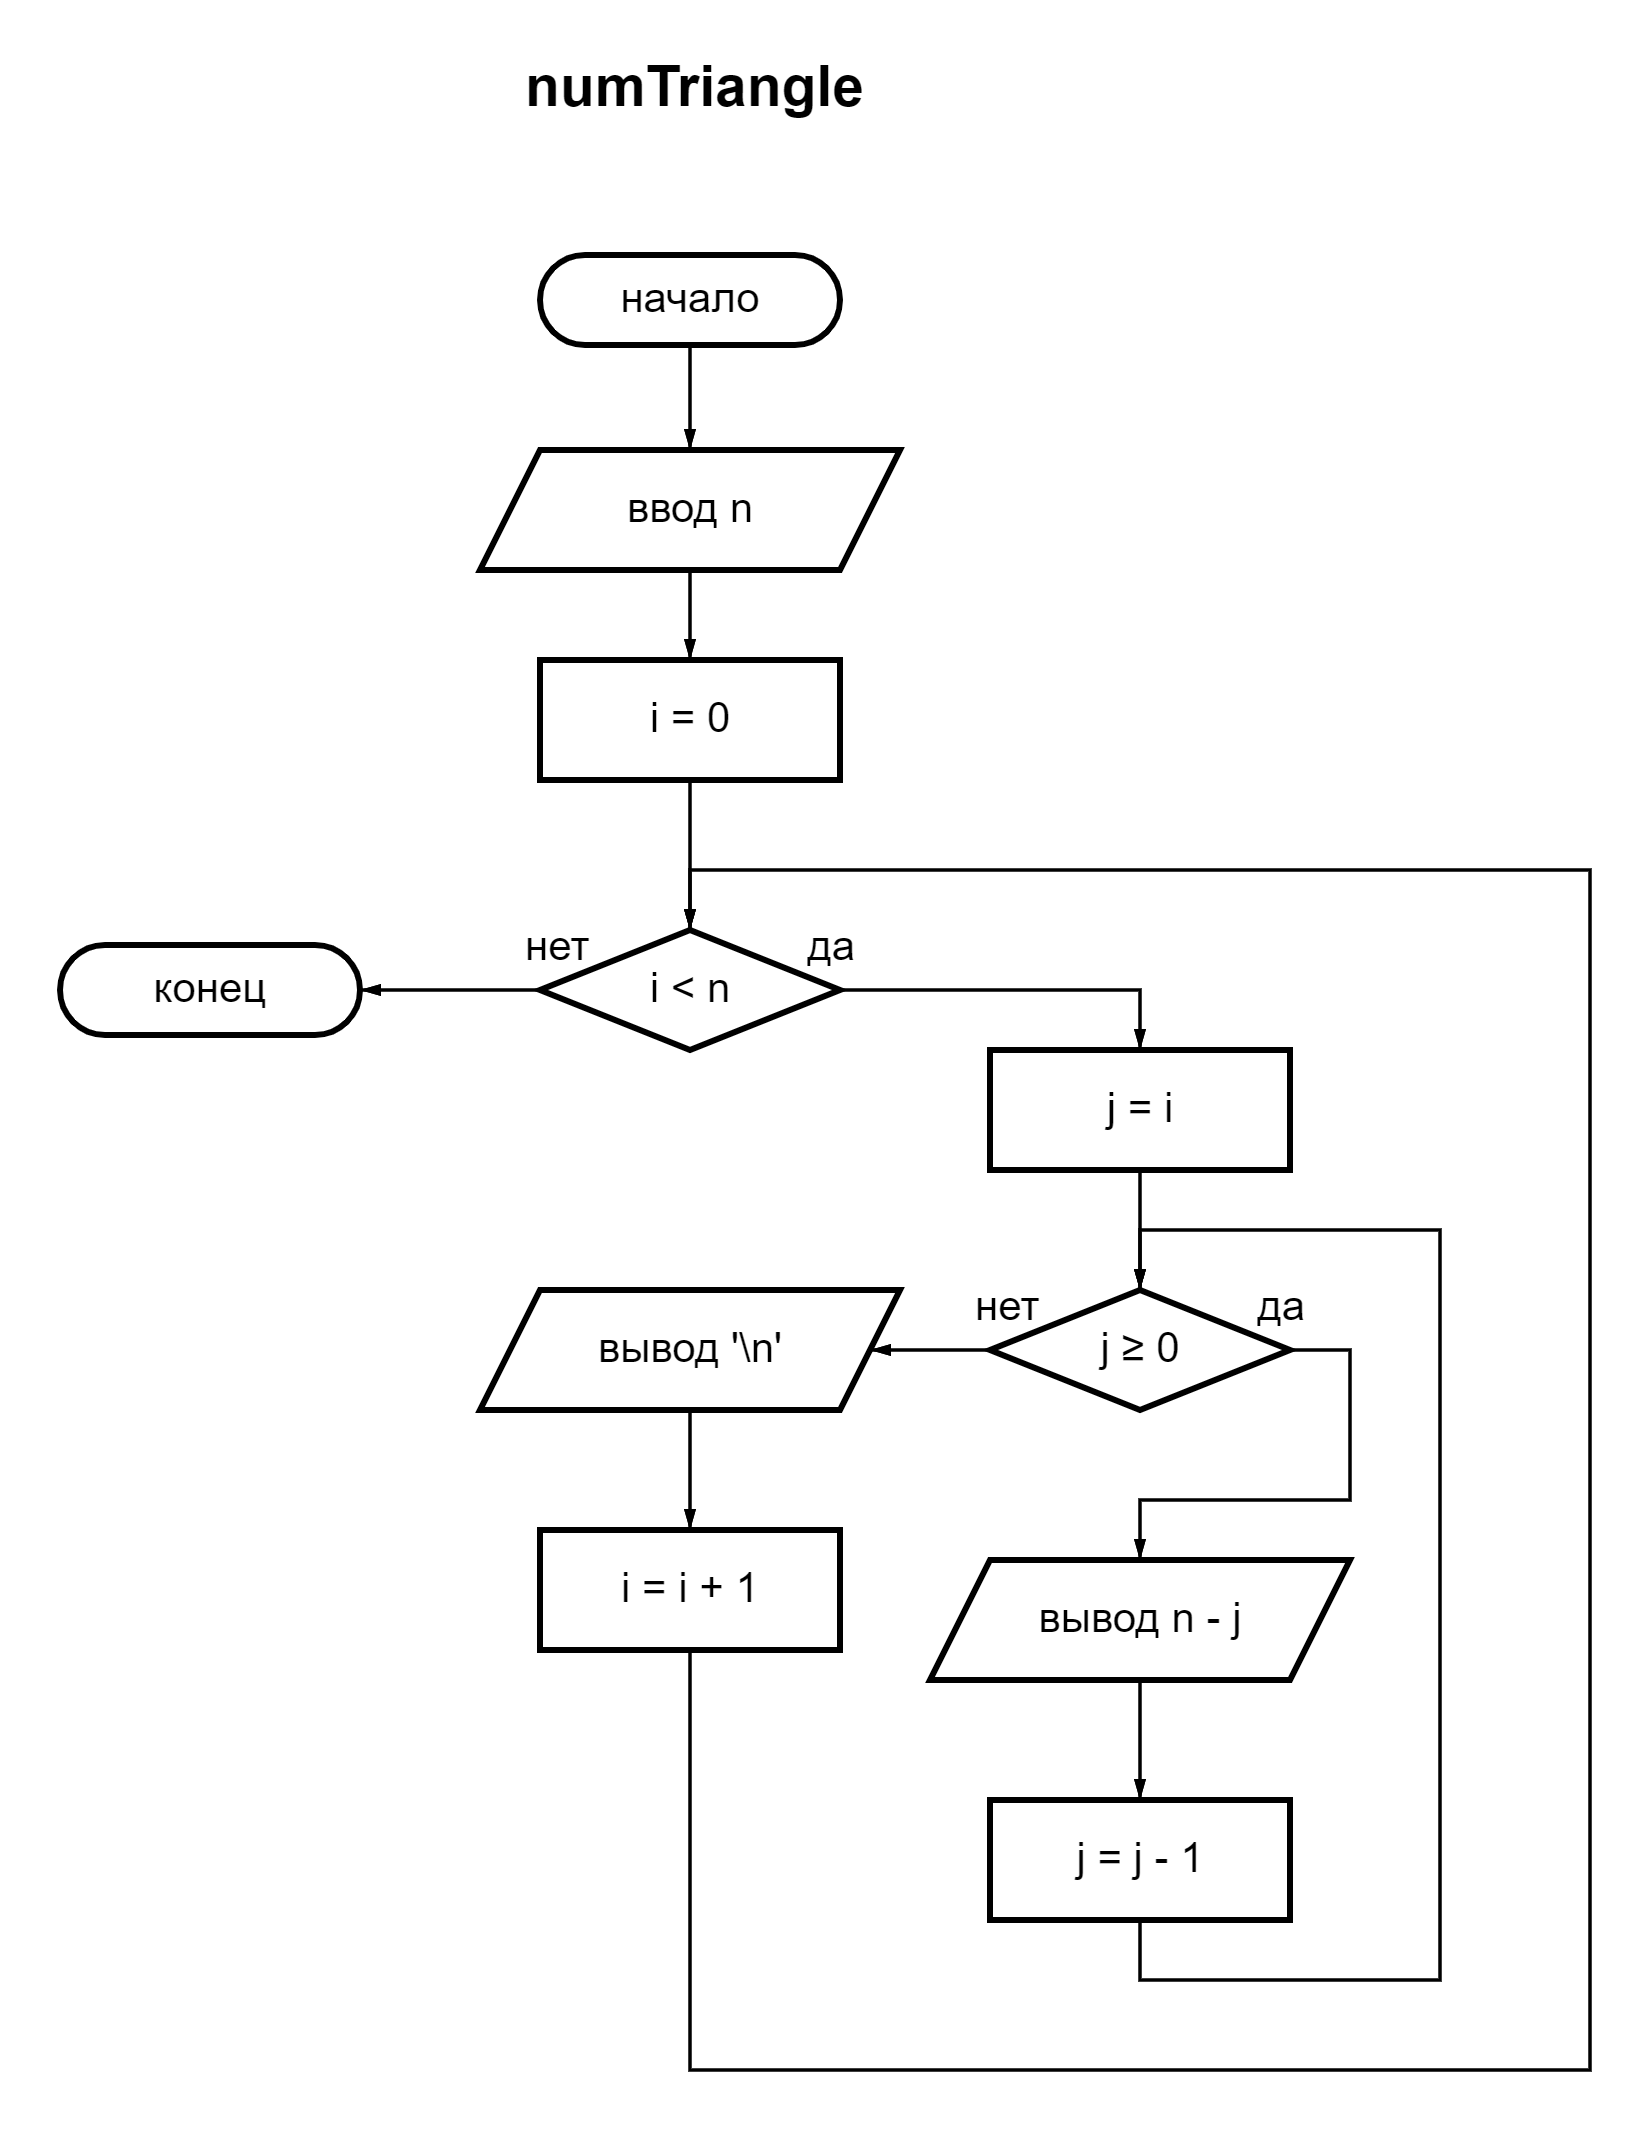 numTriangle
начало
ввод n
i = 0
нет
да
i < n
конец
j = i
нет
да
j ≥ 0
вывод '\n'
i = i + 1
вывод n - j
j = j - 1